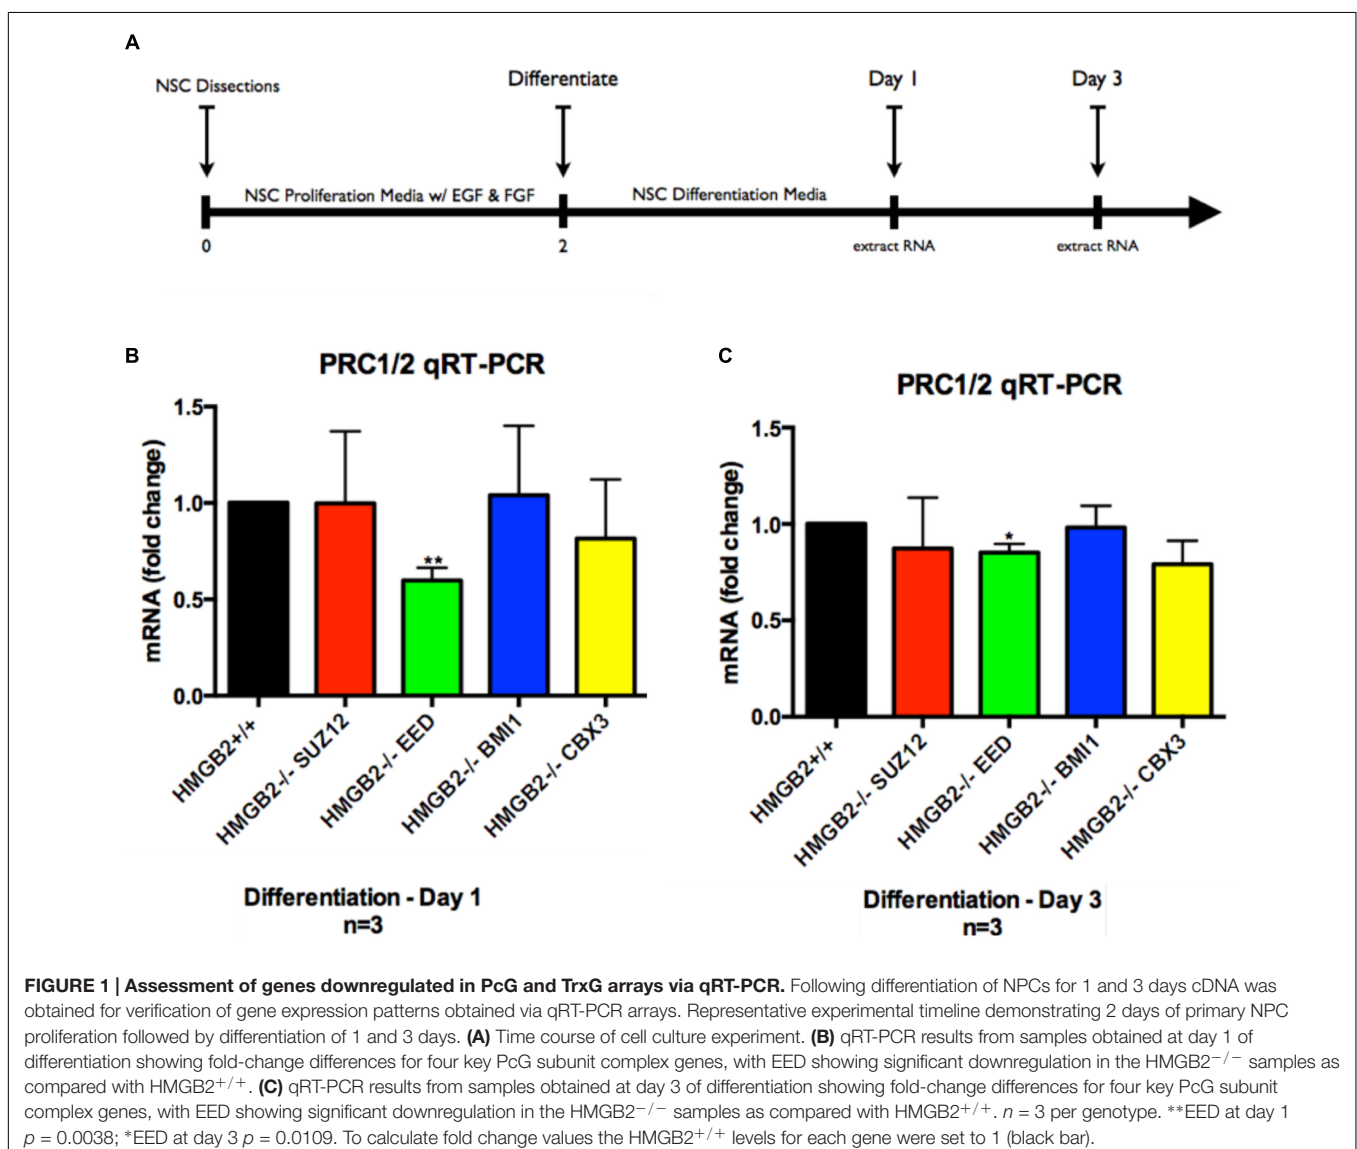 A
NSC Dissections
Differentiate
Day 1
Day 3
NSC Proliferation Media w/ EGF & FGF
NSC Differentiation Media
0
2
extract RNA
extract RNA
B
PRC1/2 qRT-PCR
mRNA (fold change)
1.5
1.0
0.5
0.0
**
HMGB2+/+
HMGB2-/- SUZ12
HMGB2-/- EED
HMGB2-/- BMI1
HMGB2-/- CBX3
Differentiation - Day 1
n=3
C
PRC1/2 qRT-PCR
mRNA (fold change)
1.5
1.0
0.5
0.0
*
HMGB2+/+
HMGB2-/- SUZ12
HMGB2-/- EED
HMGB2-/- BMI1
HMGB2-/- CBX3
Differentiation - Day 3
n=3
FIGURE 1 | Assessment of genes downregulated in PcG and TrxG arrays via qRT-PCR. Following differentiation of NPCs for 1 and 3 days cDNA was
obtained for verification of gene expression patterns obtained via qRT-PCR arrays. Representative experimental timeline demonstrating 2 days of primary NPC
proliferation followed by differentiation of 1 and 3 days. (A) Time course of cell culture experiment. (B) qRT-PCR results from samples obtained at day 1 of
differentiation showing fold-change differences for four key PcG subunit complex genes, with EED showing significant downregulation in the HMGB2−/− samples as
compared with HMGB2+/+. (C) qRT-PCR results from samples obtained at day 3 of differentiation showing fold-change differences for four key PcG subunit
complex genes, with EED showing significant downregulation in the HMGB2−/− samples as compared with HMGB2+/+. n = 3 per genotype. **EED at day 1
p = 0.0038; *EED at day 3 p = 0.0109. To calculate fold change values the HMGB2+/+ levels for each gene were set to 1 (black bar).